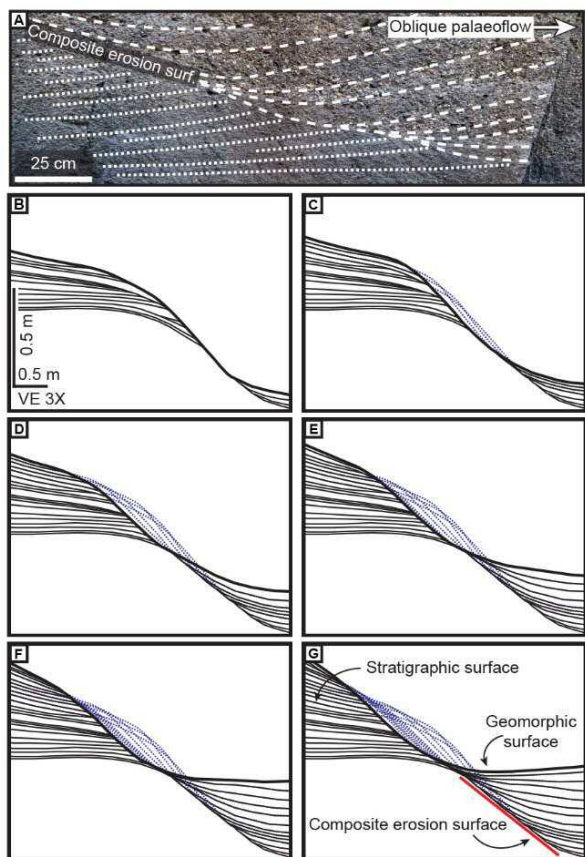 A
Oblique palaeoflow
Composite erosion surf.
25 cm
B
0.5 m
0.5 m
VE 3X
C
D
E
F
G
Stratigraphic surface
Geomorphic
surface
Composite erosion surface